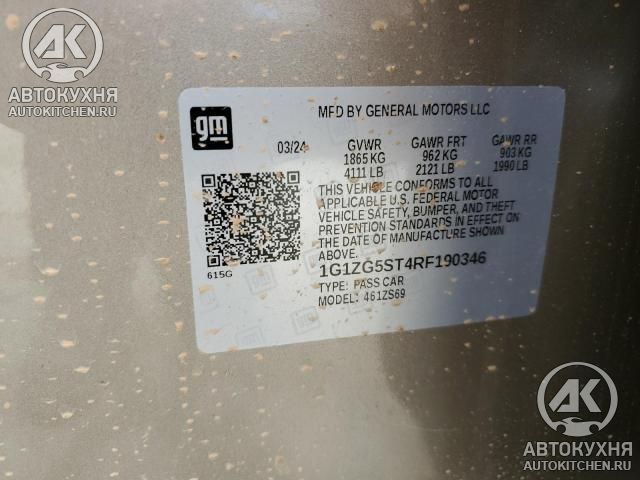 AK
АВТОКУХНЯ
AUTOKITCHEN.RU
gm
MFD BY GENERAL MOTORS LLC
03/24 GVWR GAWR FRT GAWR RR
1865 KG 962 KG 903 KG
4111 LB 2121 LB 1990 LB
THIS VEHICLE CONFORMS TO ALL
APPLICABLE U.S. FEDERAL MOTOR
VEHICLE SAFETY, BUMPER, AND THEFT
PREVENTION STANDARDS IN EFFECT ON
THE DATE OF MANUFACTURE SHOWN
ABOVE.
615G
1G1ZG5ST4RF190346
TYPE: PASS CAR
MODEL: 461ZS69
AK
АВТОКУХНЯ
AUTOKITCHEN.RU